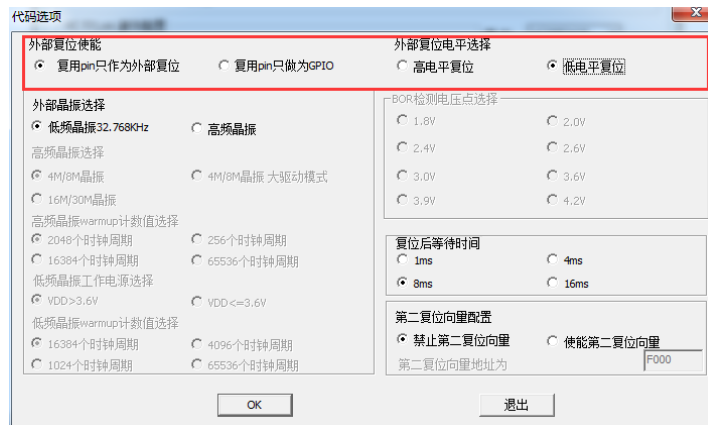 代码选项
外部复位使能
复用pin只作为外部复位
复用pin只做为GPIO
外部复位电平选择
高电平复位
低电平复位
外部晶振选择
低频晶振32.768KHz
高频晶振
高频晶振选择
4M/8M晶振
4M/8M晶振 大驱动模式
16M/30M晶振
高频晶振warmup计数值选择
2048个时钟周期
256个时钟周期
16384个时钟周期
65536个时钟周期
低频晶振工作电源选择
VDD>3.6V
VDD<=3.6V
低频晶振warmup计数值选择
16384个时钟周期
4096个时钟周期
1024个时钟周期
65536个时钟周期
BOR检测电压点选择
1.8V
2.0V
2.4V
2.6V
3.0V
3.6V
3.9V
4.2V
复位后等待时间
1ms
4ms
8ms
16ms
第二复位向量配置
禁止第二复位向量
使能第二复位向量
第二复位向量地址为
F000
OK
退出